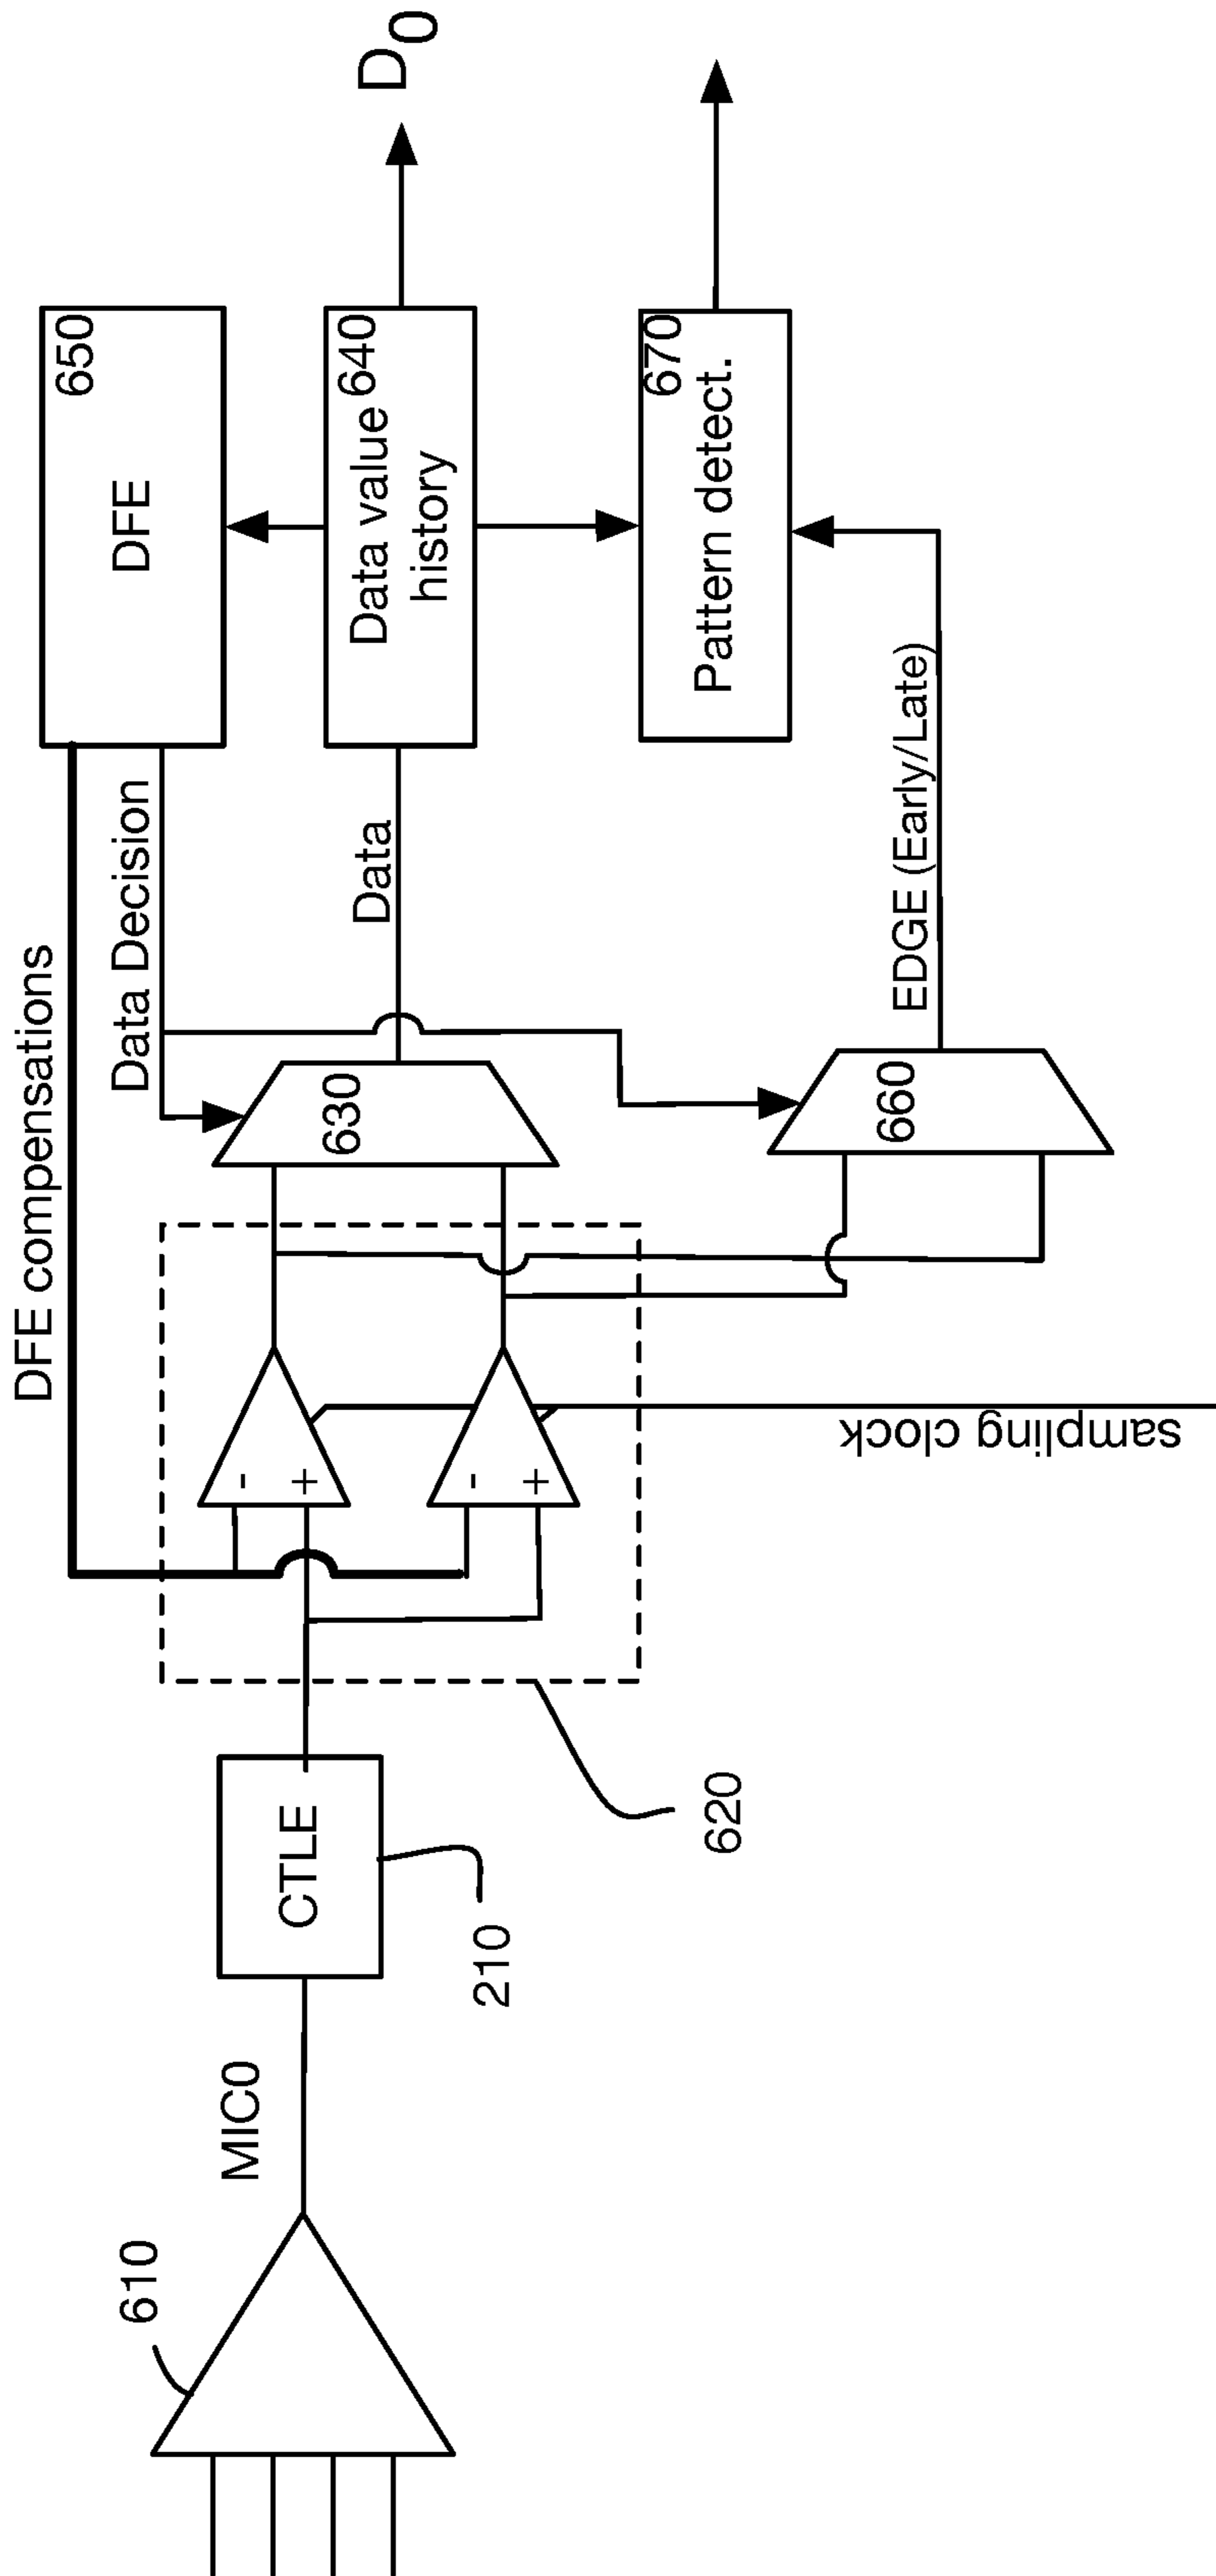 610
MIC0
CTLE
210
620
DFE compensations
-
+
-
+
sampling clock
630
Data Decision
Data
660
EDGE (Early/Late)
650
DFE
640
Data value
history
670
Pattern detect.
D0